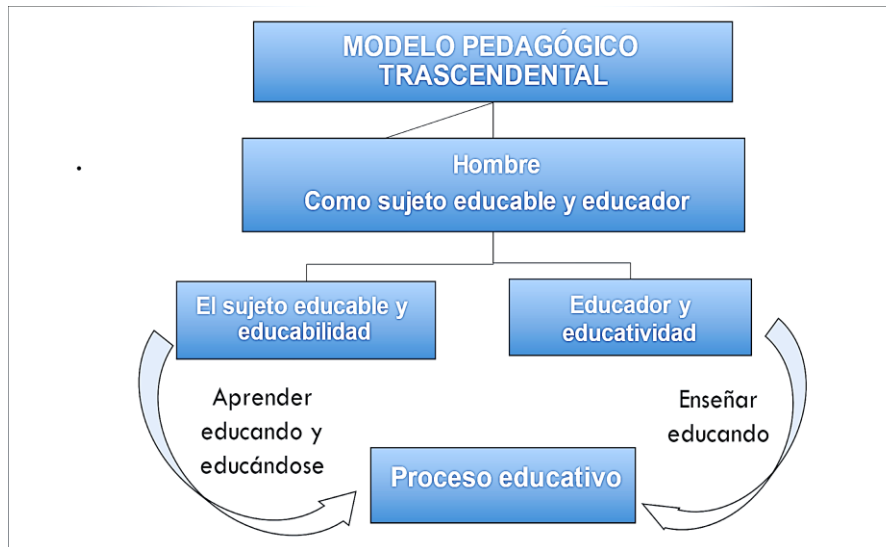 MODELO PEDAGÓGICO
TRASCENDENTAL
Hombre
Como sujeto educable y educador
El sujeto educable y
educabilidad
Educador y
educatividad
Aprender
educando y
educándose
Enseñar
educando
Proceso educativo